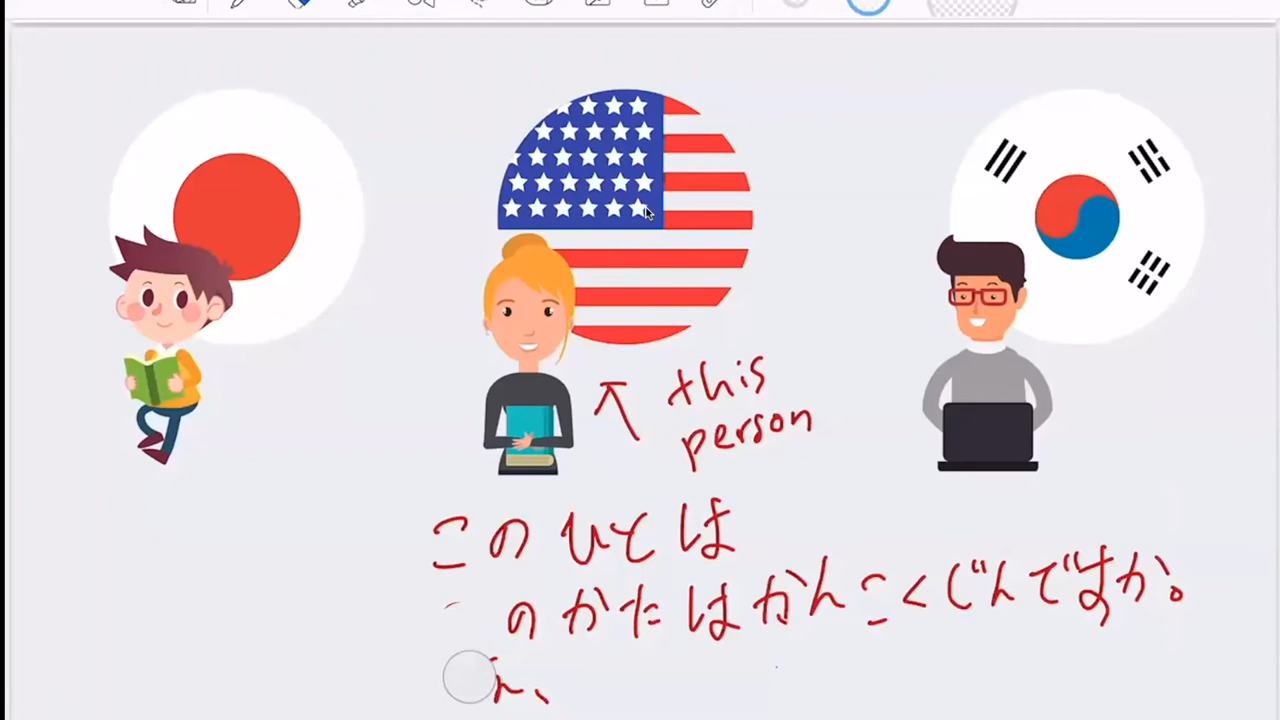 this
person
このひとは
のかたはかんこくじんですか。
ん、